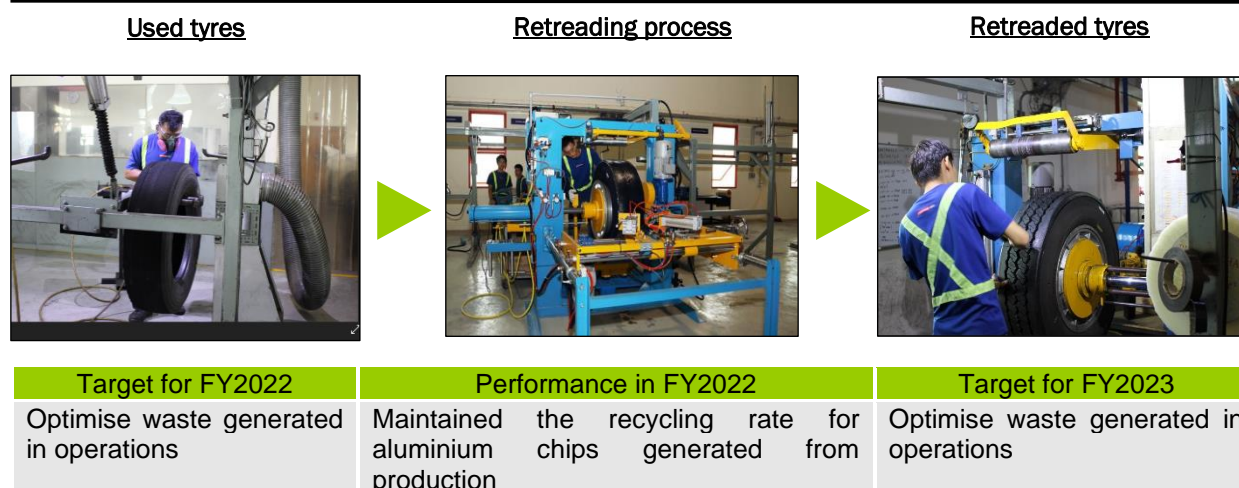 Used tyres
Retreading process
Retreaded tyres
Target for FY2022
Performance in FY2022
Target for FY2023
Optimise waste generated
in operations
Maintained the recycling rate for
aluminium chips generated from
production
Optimise waste generated in
operations